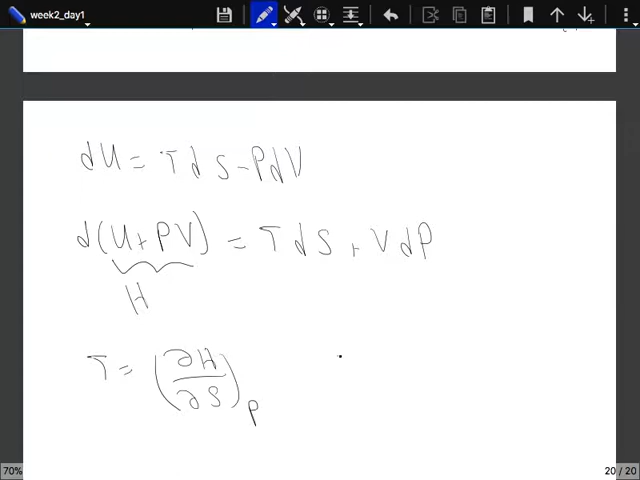 week2_day1
dU = TdS - PdV
d(U+PV) = TdS + VdP
H
T = (∂H/∂S)_P
70%
20 / 20